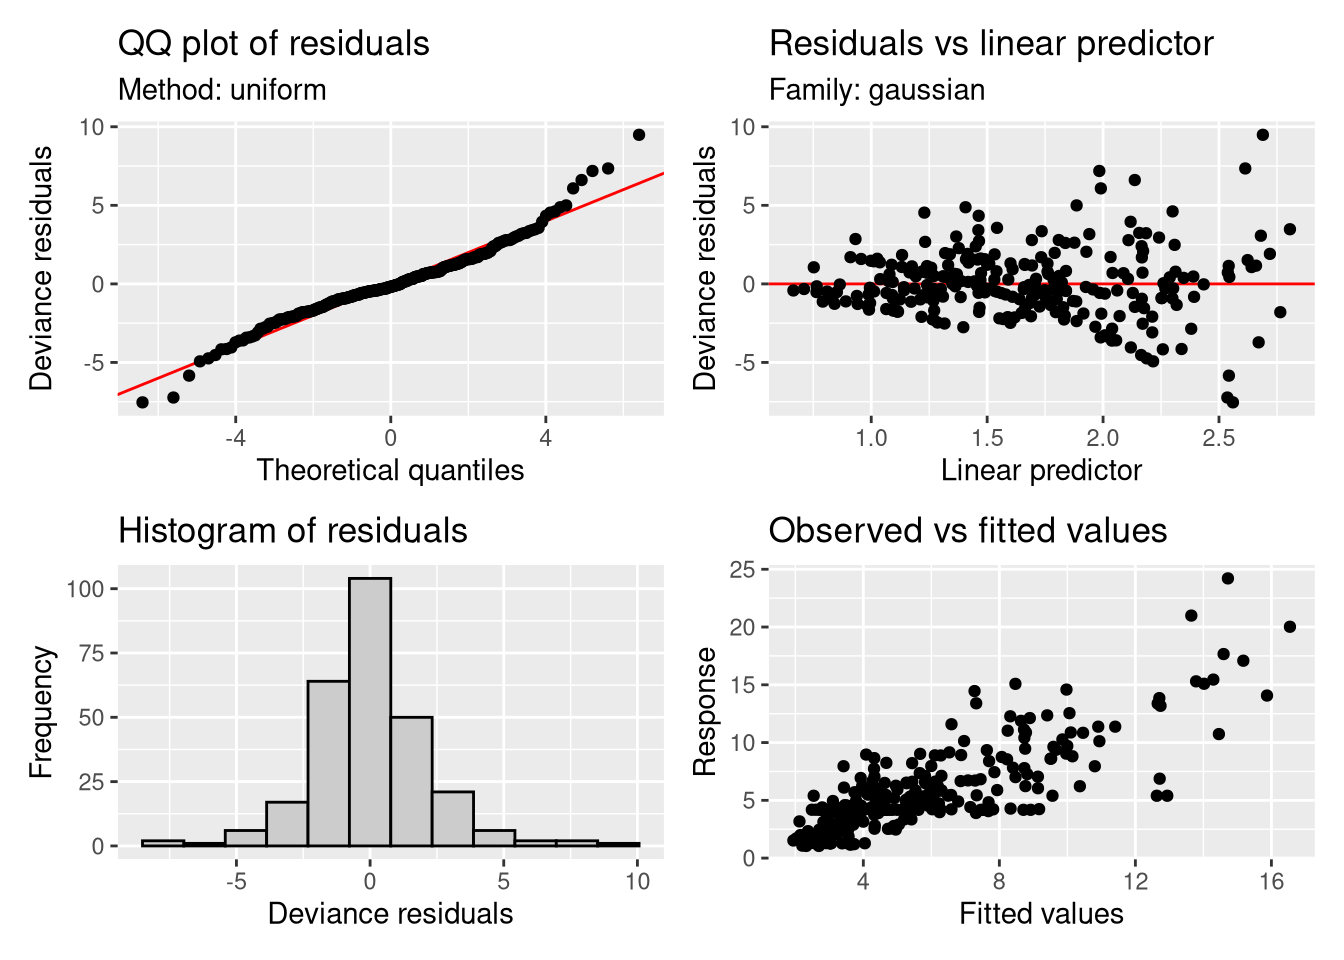 QQ plot of residuals
Method: uniform
Deviance residuals
10
5
0
-5
-4
0
4
Theoretical quantiles
Residuals vs linear predictor
Family: gaussian
Deviance residuals
10
5
0
-5
1.0
1.5
2.0
2.5
Linear predictor
Histogram of residuals
Frequency
100
75
50
25
0
-5
0
5
10
Deviance residuals
Observed vs fitted values
Response
25
20
15
10
5
0
4
8
12
16
Fitted values